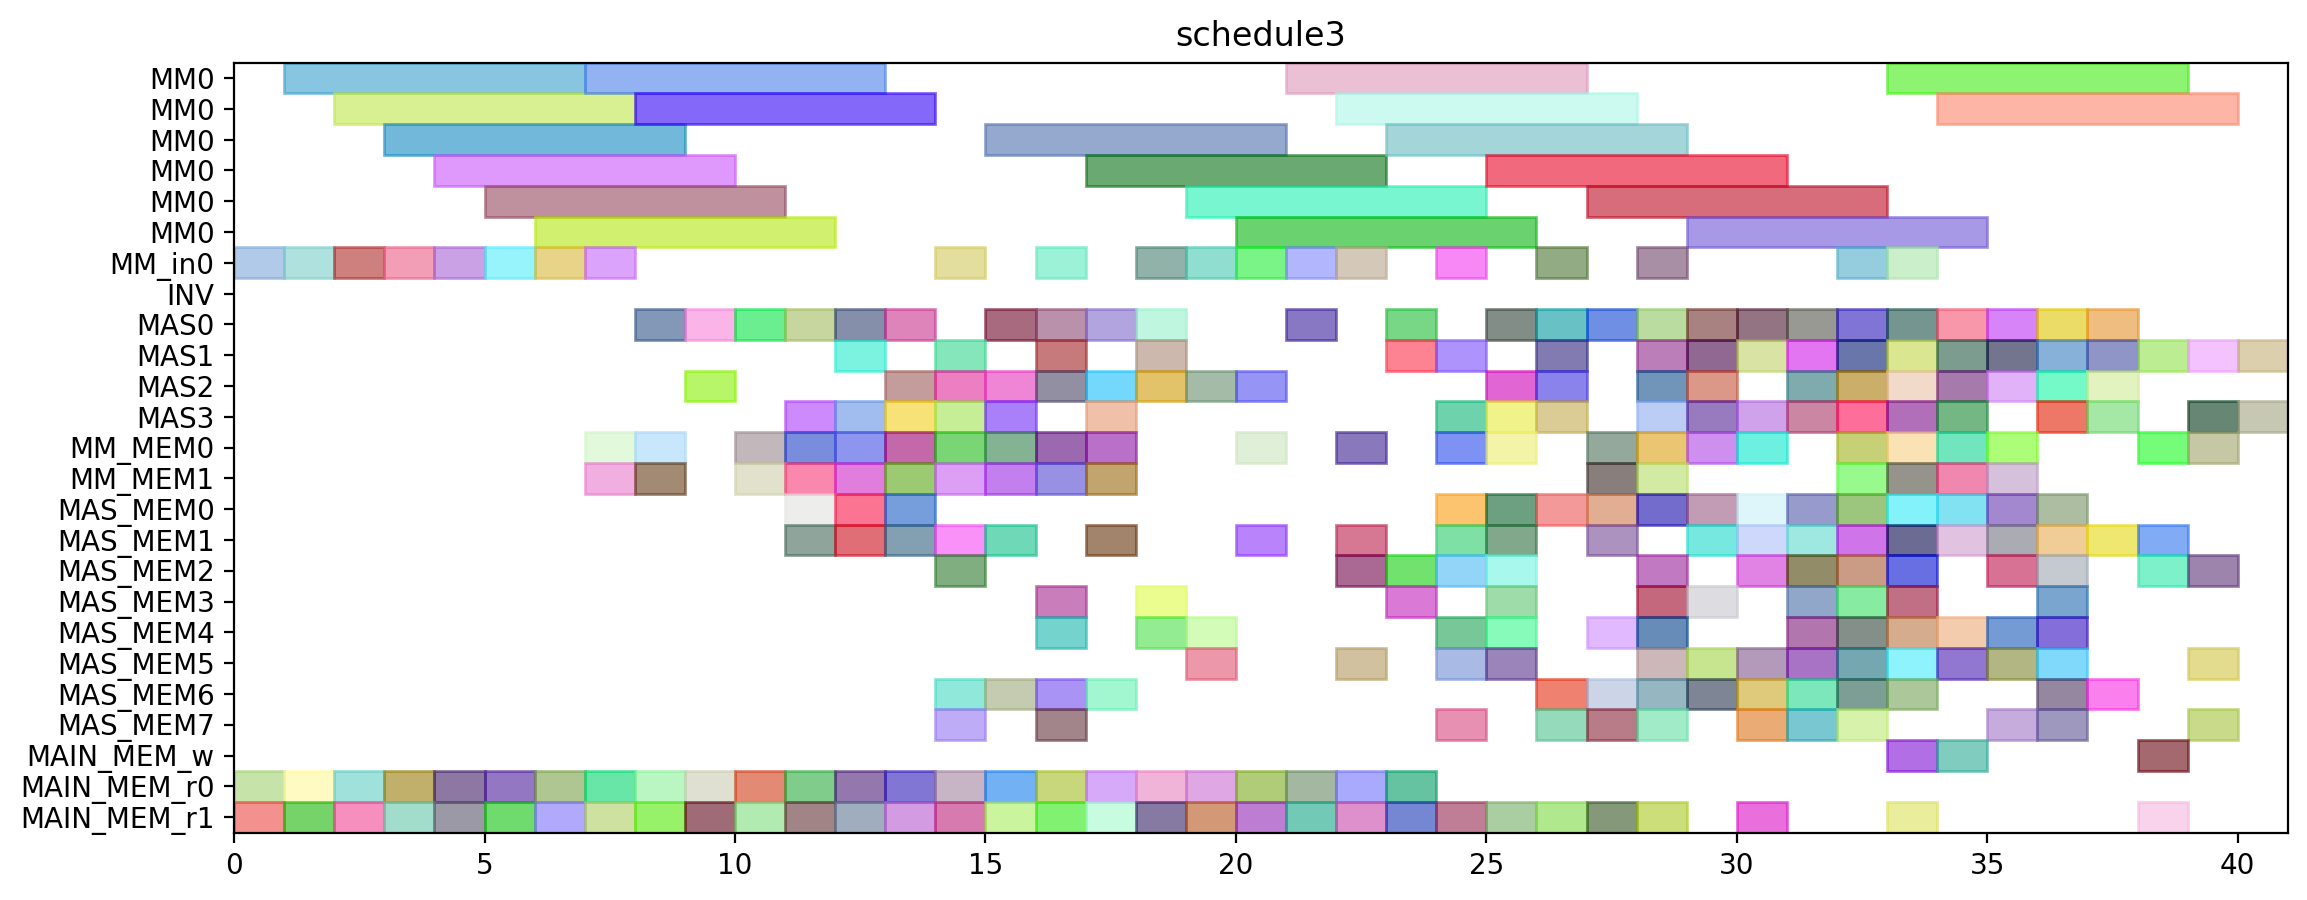 schedule3
MM0
MM0
MM0
MM0
MM0
MM0
MM_in0
INV
MAS0
MAS1
MAS2
MAS3
MM_MEM0
MM_MEM1
MAS_MEM0
MAS_MEM1
MAS_MEM2
MAS_MEM3
MAS_MEM4
MAS_MEM5
MAS_MEM6
MAS_MEM7
MAIN_MEM_w
MAIN_MEM_r0
MAIN_MEM_r1
0 5 10 15 20 25 30 35 40